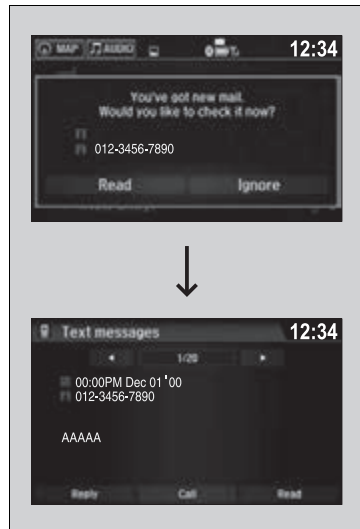 MAP AUDIO 12:34
You've got new mail.
Would you like to check it now?
012-3456-7890
Read Ignore
Text messages 12:34
1/20
00:00PM Dec 01'00
012-3456-7890
AAAAA
Reply Call Read